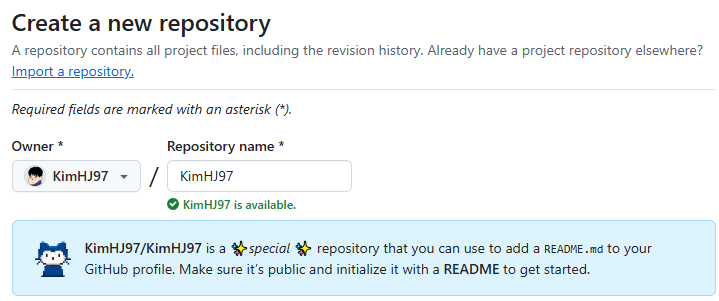 Create a new repository
A repository contains all project files, including the revision history. Already have a project repository elsewhere?
Import a repository.
Required fields are marked with an asterisk (*).
Owner *
Repository name *
KimHJ97
/
KimHJ97
KimHJ97 is available.
KimHJ97/KimHJ97 is a ✨special ✨ repository that you can use to add a README.md to your
GitHub profile. Make sure it's public and initialize it with a README to get started.